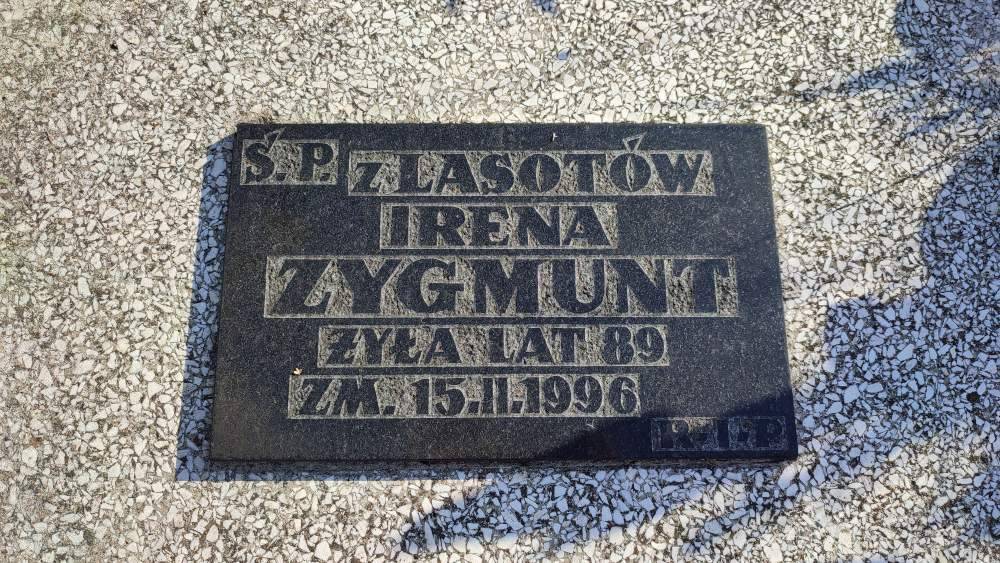 Ś.P. z LASOTÓW
IRENA
ZYGMUNT
ŻYŁA LAT 89
ZM. 15.II.1996
R.I.P